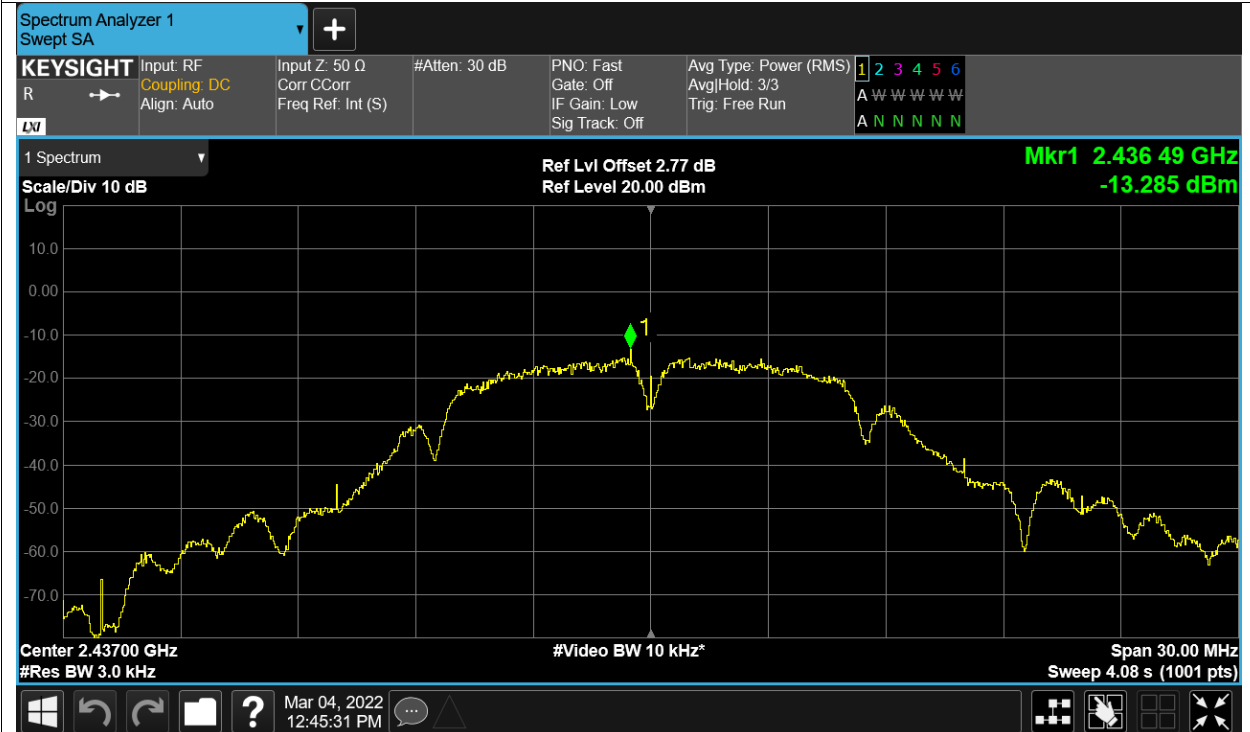 Spectrum Analyzer 1
Swept SA
KEYSIGHT
R
LXI
Input: RF
Coupling: DC
Align: Auto
Input Z: 50 Ω
Corr CCorr
Freq Ref: Int (S)
#Atten: 30 dB
PNO: Fast
Gate: Off
IF Gain: Low
Sig Track: Off
Avg Type: Power (RMS)
Avg|Hold: 3/3
Trig: Free Run
1 2 3 4 5 6
A W W W W W
A N N N N N
1 Spectrum
Scale/Div 10 dB
Ref Lvl Offset 2.77 dB
Ref Level 20.00 dBm
Mkr1 2.436 49 GHz
-13.285 dBm
Log
10.0
0.00
-10.0
-20.0
-30.0
-40.0
-50.0
-60.0
-70.0
1
Center 2.43700 GHz
#Res BW 3.0 kHz
#Video BW 10 kHz*
Span 30.00 MHz
Sweep 4.08 s (1001 pts)
?
Mar 04, 2022
12:45:31 PM